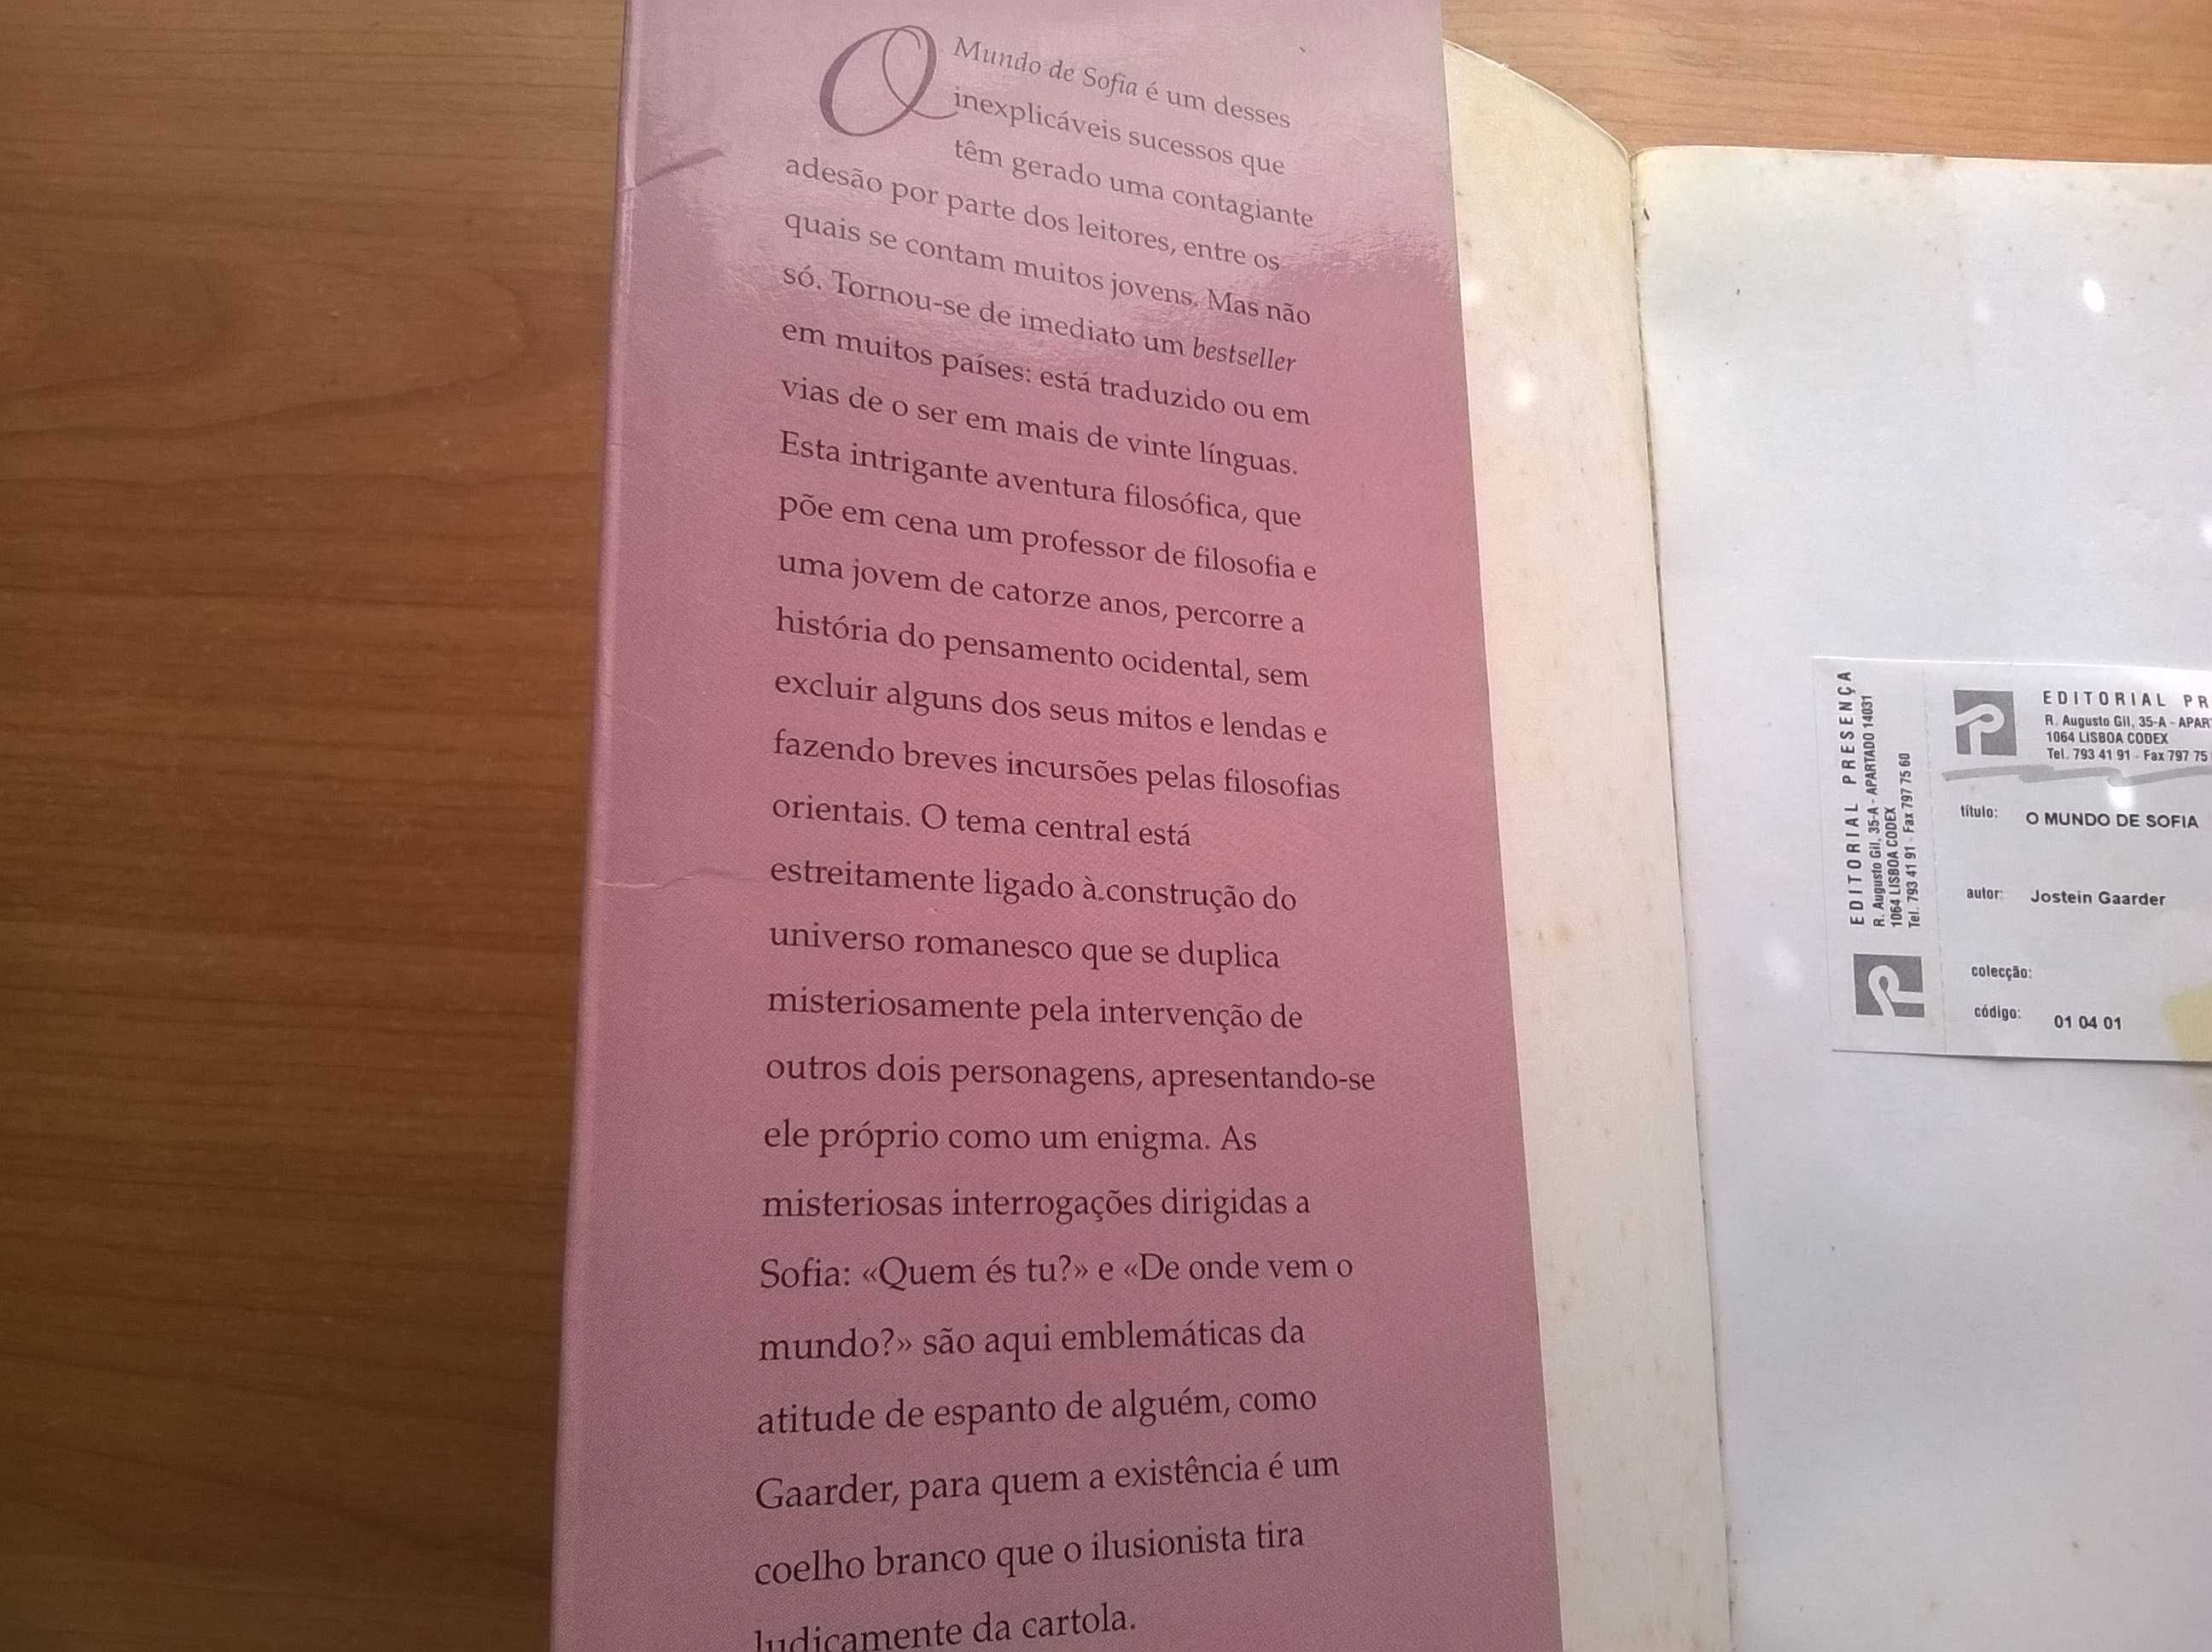 O Mundo de Sofia é um desses
inexplicáveis sucessos que
têm gerado uma contagiante
adesão por parte dos leitores, entre os
quais se contam muitos jovens. Mas não
só. Tornou-se de imediato um bestseller
em muitos países: está traduzido ou em
vias de o ser em mais de vinte línguas.
Esta intrigante aventura filosófica, que
põe em cena um professor de filosofia e
uma jovem de catorze anos, percorre a
história do pensamento ocidental, sem
excluir alguns dos seus mitos e lendas e
fazendo breves incursões pelas filosofias
orientais. O tema central está
estreitamente ligado à construção do
universo romanesco que se duplica
misteriosamente pela intervenção de
outros dois personagens, apresentando-se
ele próprio como um enigma. As
misteriosas interrogações dirigidas a
Sofia: «Quem és tu?» e «De onde vem o
mundo?» são aqui emblemáticas da
atitude de espanto de alguém, como
Gaarder, para quem a existência é um
coelho branco que o ilusionista tira
ludicamente da cartola.
EDITORIAL PRESENÇA
R. Augusto Gil, 35-A - APARTADO 14031
1064 LISBOA CODEX
Tel. 793 41 91 - Fax 797 75 60
EDITORIAL PR
R. Augusto Gil, 35-A - APAR
1064 LISBOA CODEX
Tel. 793 41 91 - Fax 797 75
título: O MUNDO DE SOFIA
autor: Jostein Gaarder
colecção:
código: 01 04 01